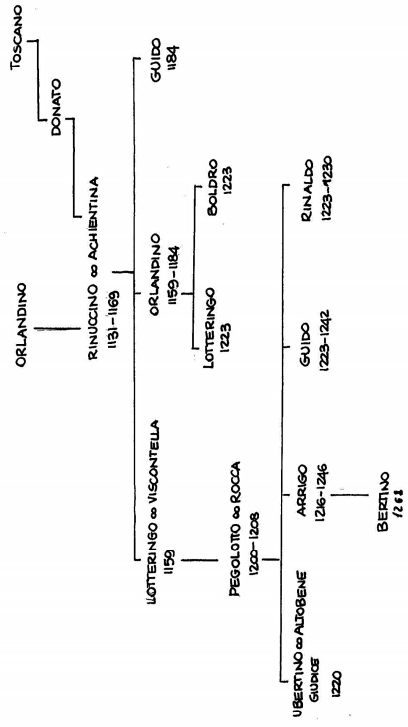 TOSCANO
DONATO
ORLANDINO
RINUCCINO ∞ ACHIENTINA
1131-1169
LOTTERINGO ∞ VISCONTELLA
1159
ORLANDINO
1159-1184
GUIDO
1184
LOTTERINGO
1223
BOLDRO
1223
PEGOLOTTO ∞ ROCCA
1200-1208
UBERTINO ∞ ALTOBENE
GIUDICE
1220
ARRIGO
1216-1246
GUIDO
1223-1242
RINALDO
1223-1230
BERTINO
1268